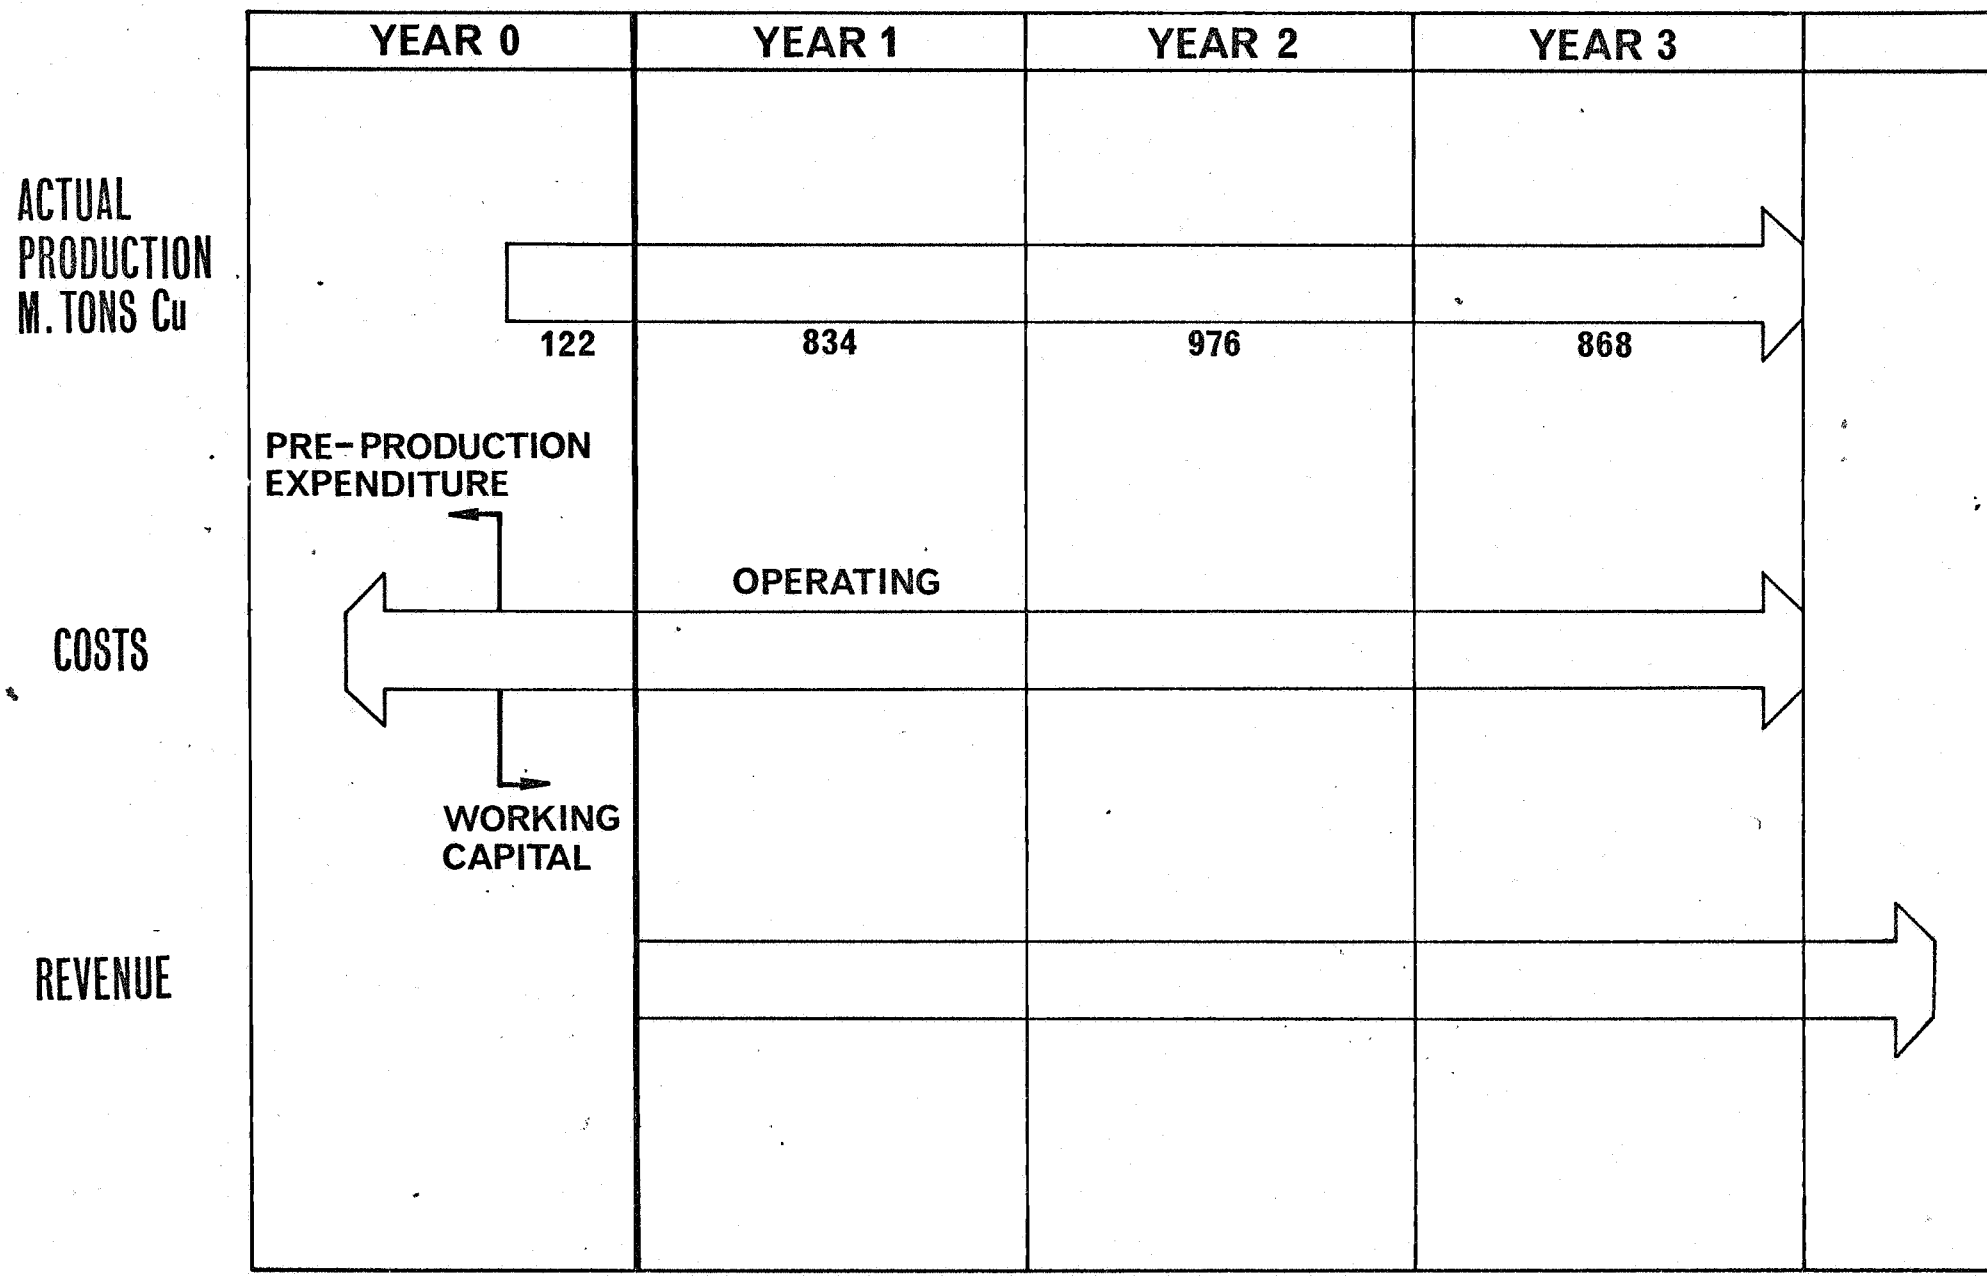 YEAR 0
YEAR 1
YEAR 2
YEAR 3
ACTUAL
PRODUCTION
M. TONS Cu
122
834
976
868
PRE-PRODUCTION
EXPENDITURE
OPERATING
COSTS
WORKING
CAPITAL
REVENUE